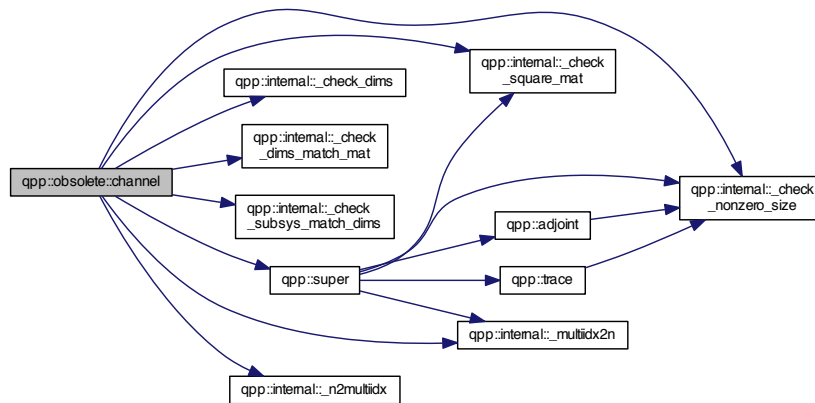 qpp::internal::_check
_square_mat
qpp::internal::_check_dims
qpp::internal::_check
_dims_match_mat
qpp::obsolete::channel
qpp::internal::_check
_nonzero_size
qpp::internal::_check
_subsys_match_dims
qpp::adjoint
qpp::super
qpp::trace
qpp::internal::_multiidx2n
qpp::internal::_n2multiidx